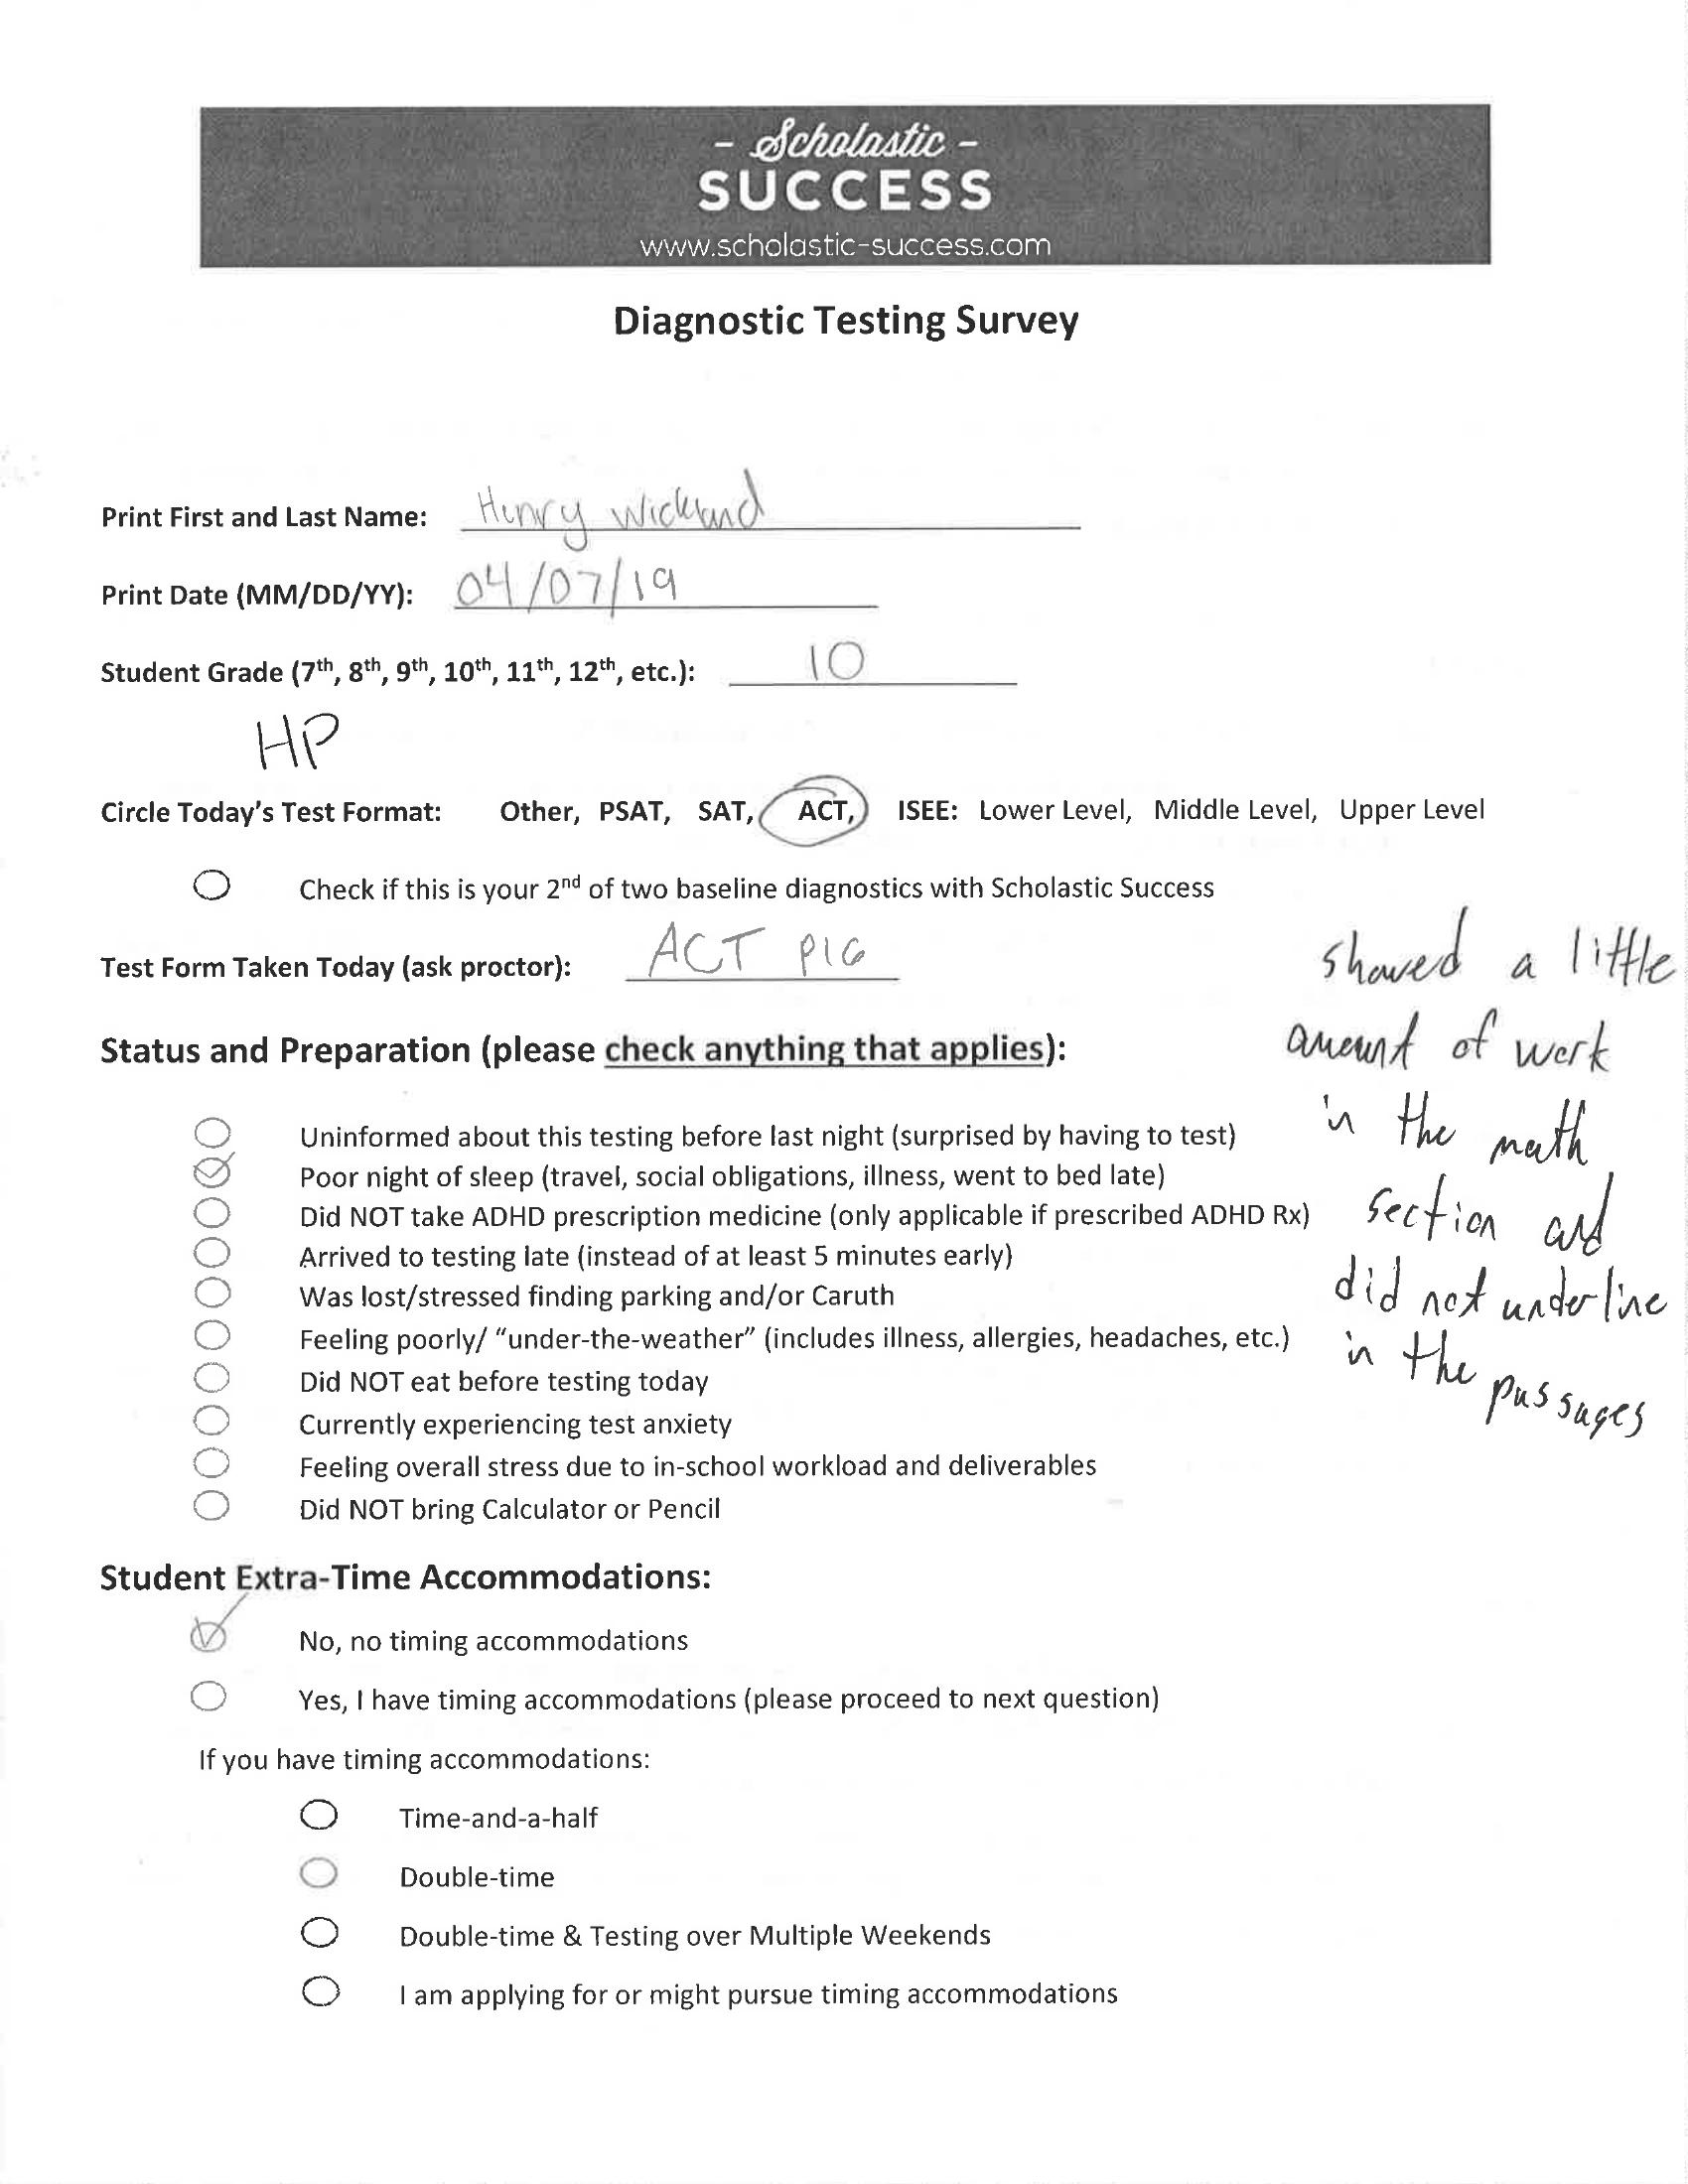 - Scholastic -
SUCCESS
www.scholastic-success.com
Diagnostic Testing Survey
Print First and Last Name: Henry
Print Date (MM/DD/YY): 04/07/19
Student Grade (7th, 8th, 9th, 10th, 11th, 12th, etc.): 10
HP
Circle Today's Test Format: Other, PSAT, SAT, ACT, ISEE: Lower Level, Middle Level, Upper Level
Check if this is your 2nd of two baseline diagnostics with Scholastic Success
Test Form Taken Today (ask proctor): ACT
Status and Preparation (please check anything that applies):
Uninformed about this testing before last night (surprised by having to test)
Poor night of sleep (travel, social obligations, illness, went to bed late)
Did NOT take ADHD prescription medicine (only applicable if prescribed ADHD Rx)
Arrived to testing late (instead of at least 5 minutes early)
Was lost/stressed finding parking and/or Caruth
Feeling poorly/ “under-the-weather” (includes illness, allergies, headaches, etc.)
Did NOT eat before testing today
Currently experiencing test anxiety
Feeling overall stress due to in-school workload and deliverables
Did NOT bring Calculator or Pencil
showed a little
amount of work
in the math
section and
did not underline
in the passages
Student Extra-Time Accommodations:
No, no timing accommodations
Yes, I have timing accommodations (please proceed to next question)
If you have timing accommodations:
Time-and-a-half
Double-time
Double-time & Testing over Multiple Weekends
I am applying for or might pursue timing accommodations